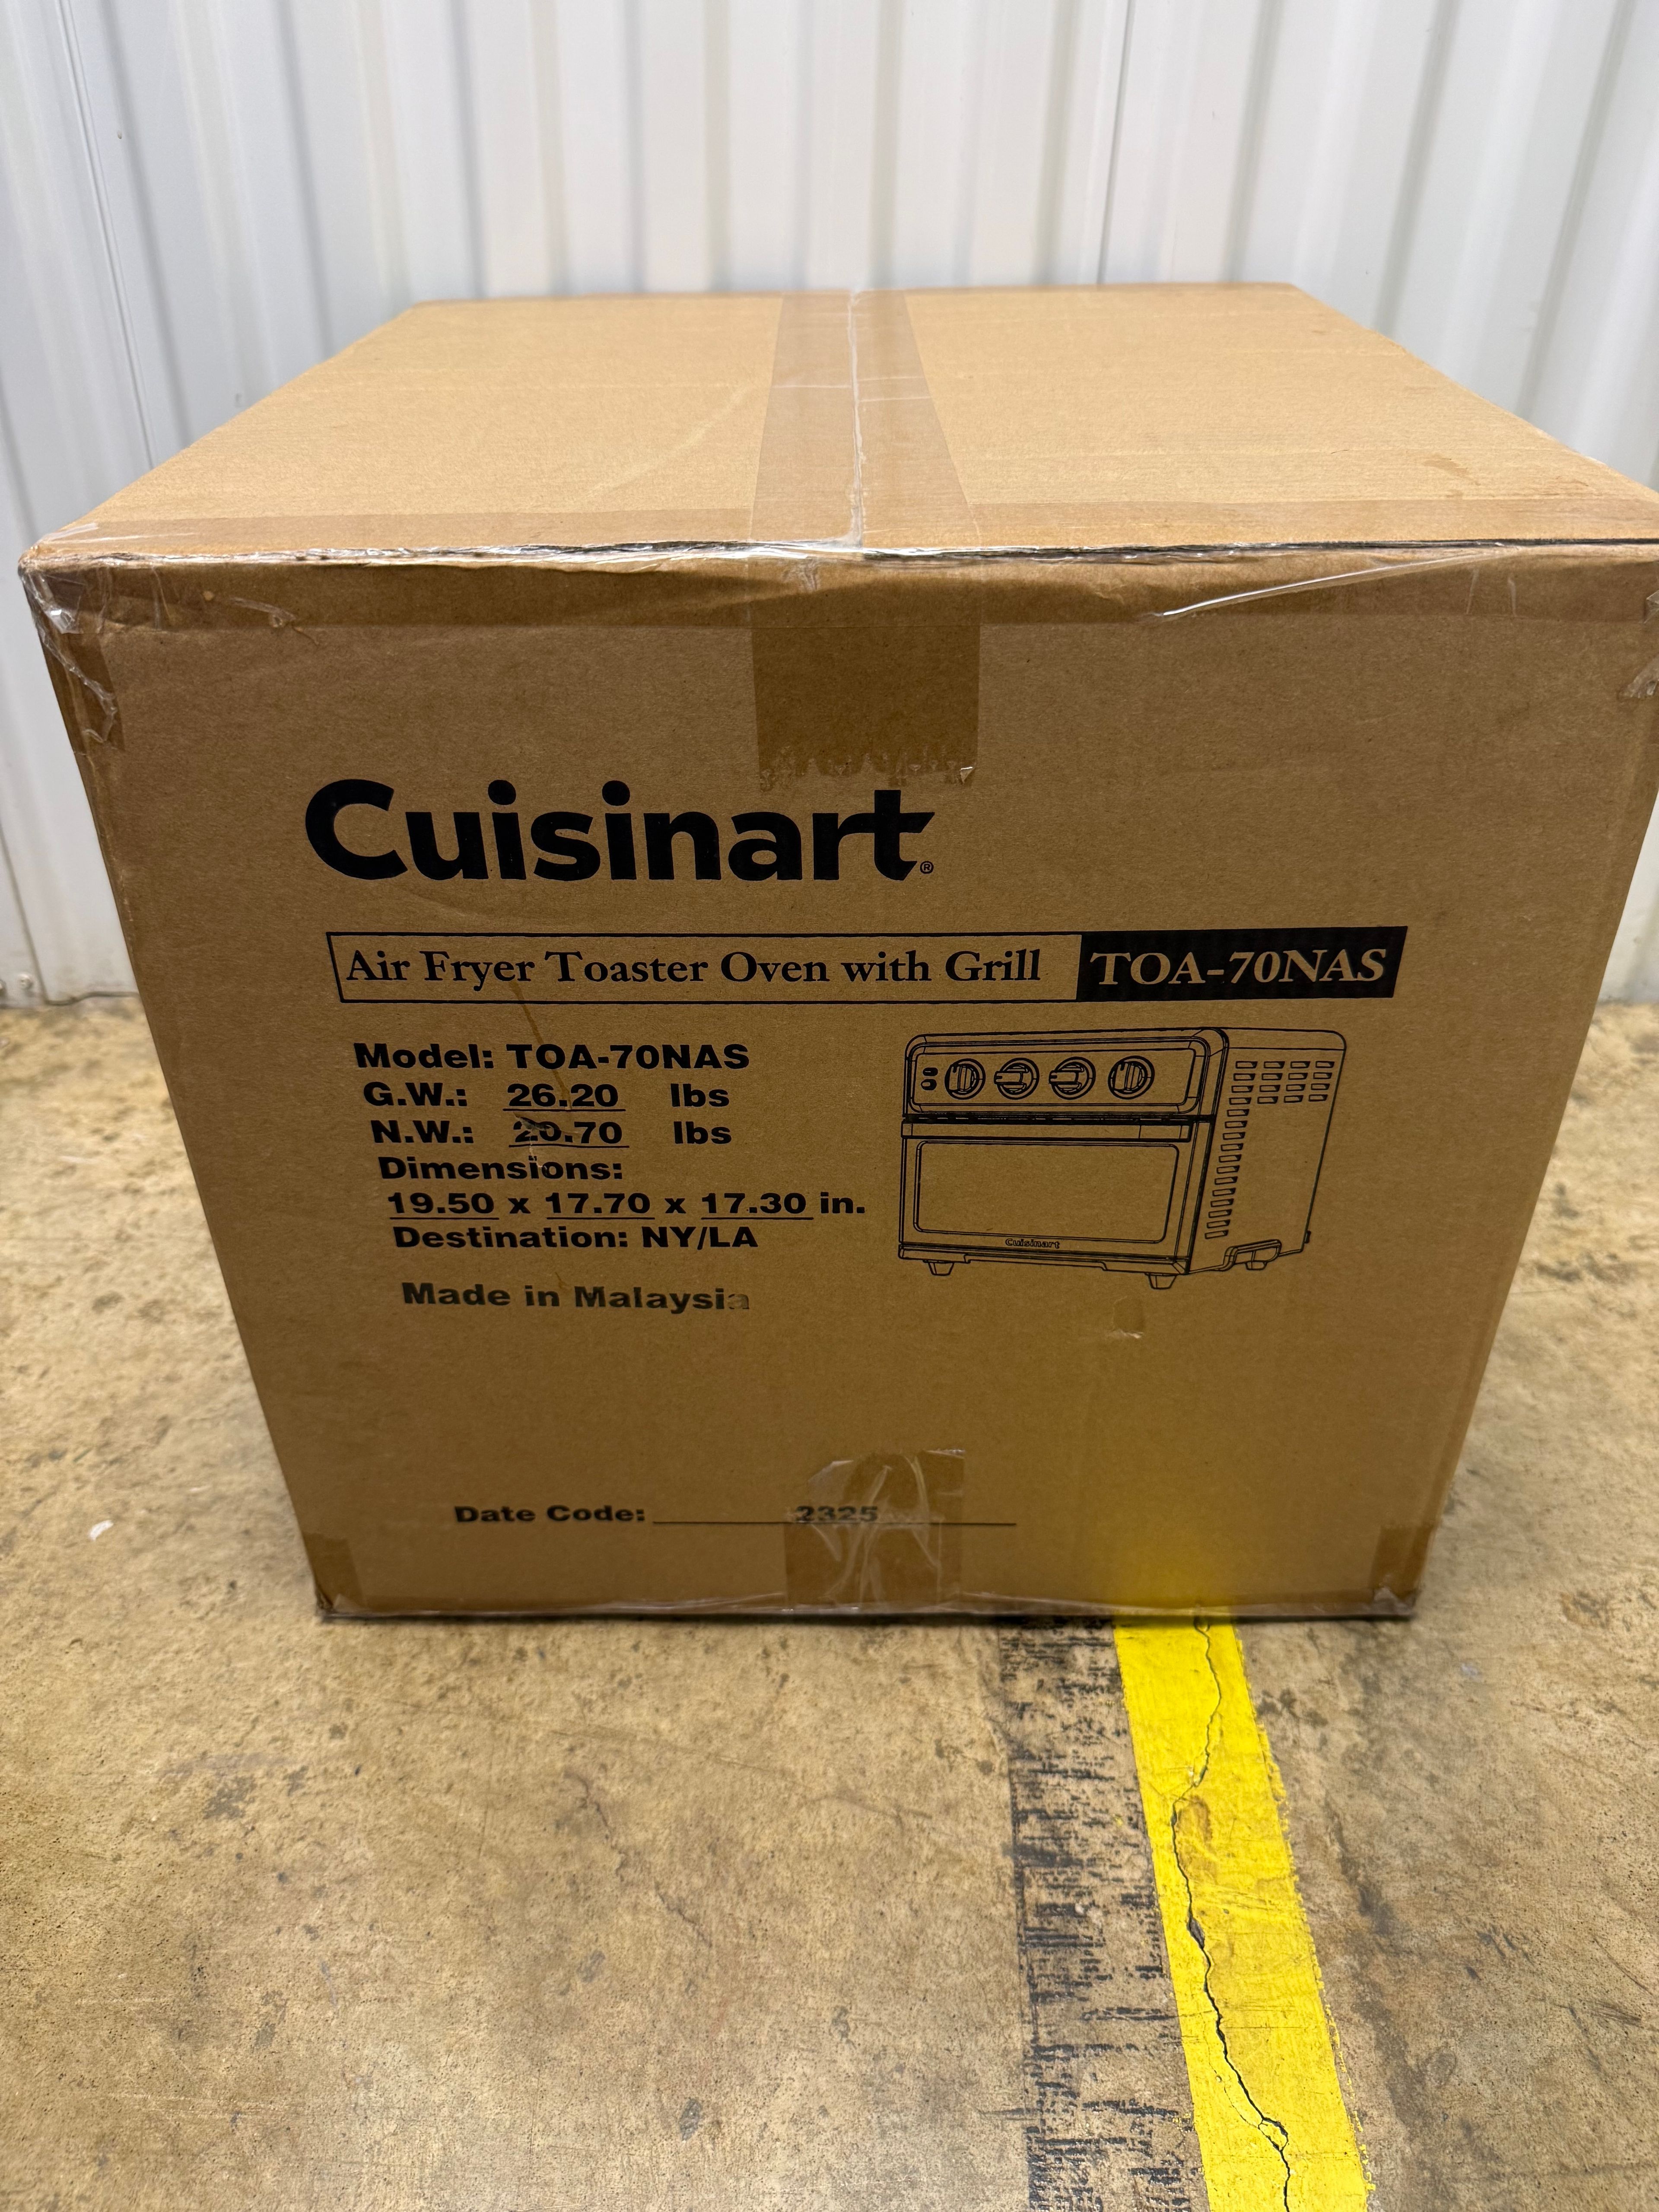 Cuisinart®
Air Fryer Toaster Oven with Grill TOA-70NAS
Model: TOA-70NAS
G.W.: 26.20 lbs
N.W.: 20.70 lbs
Dimensions:
19.50 x 17.70 x 17.30 in.
Destination: NY/LA
Made in Malaysia
Cuisinart
Date Code: 2325